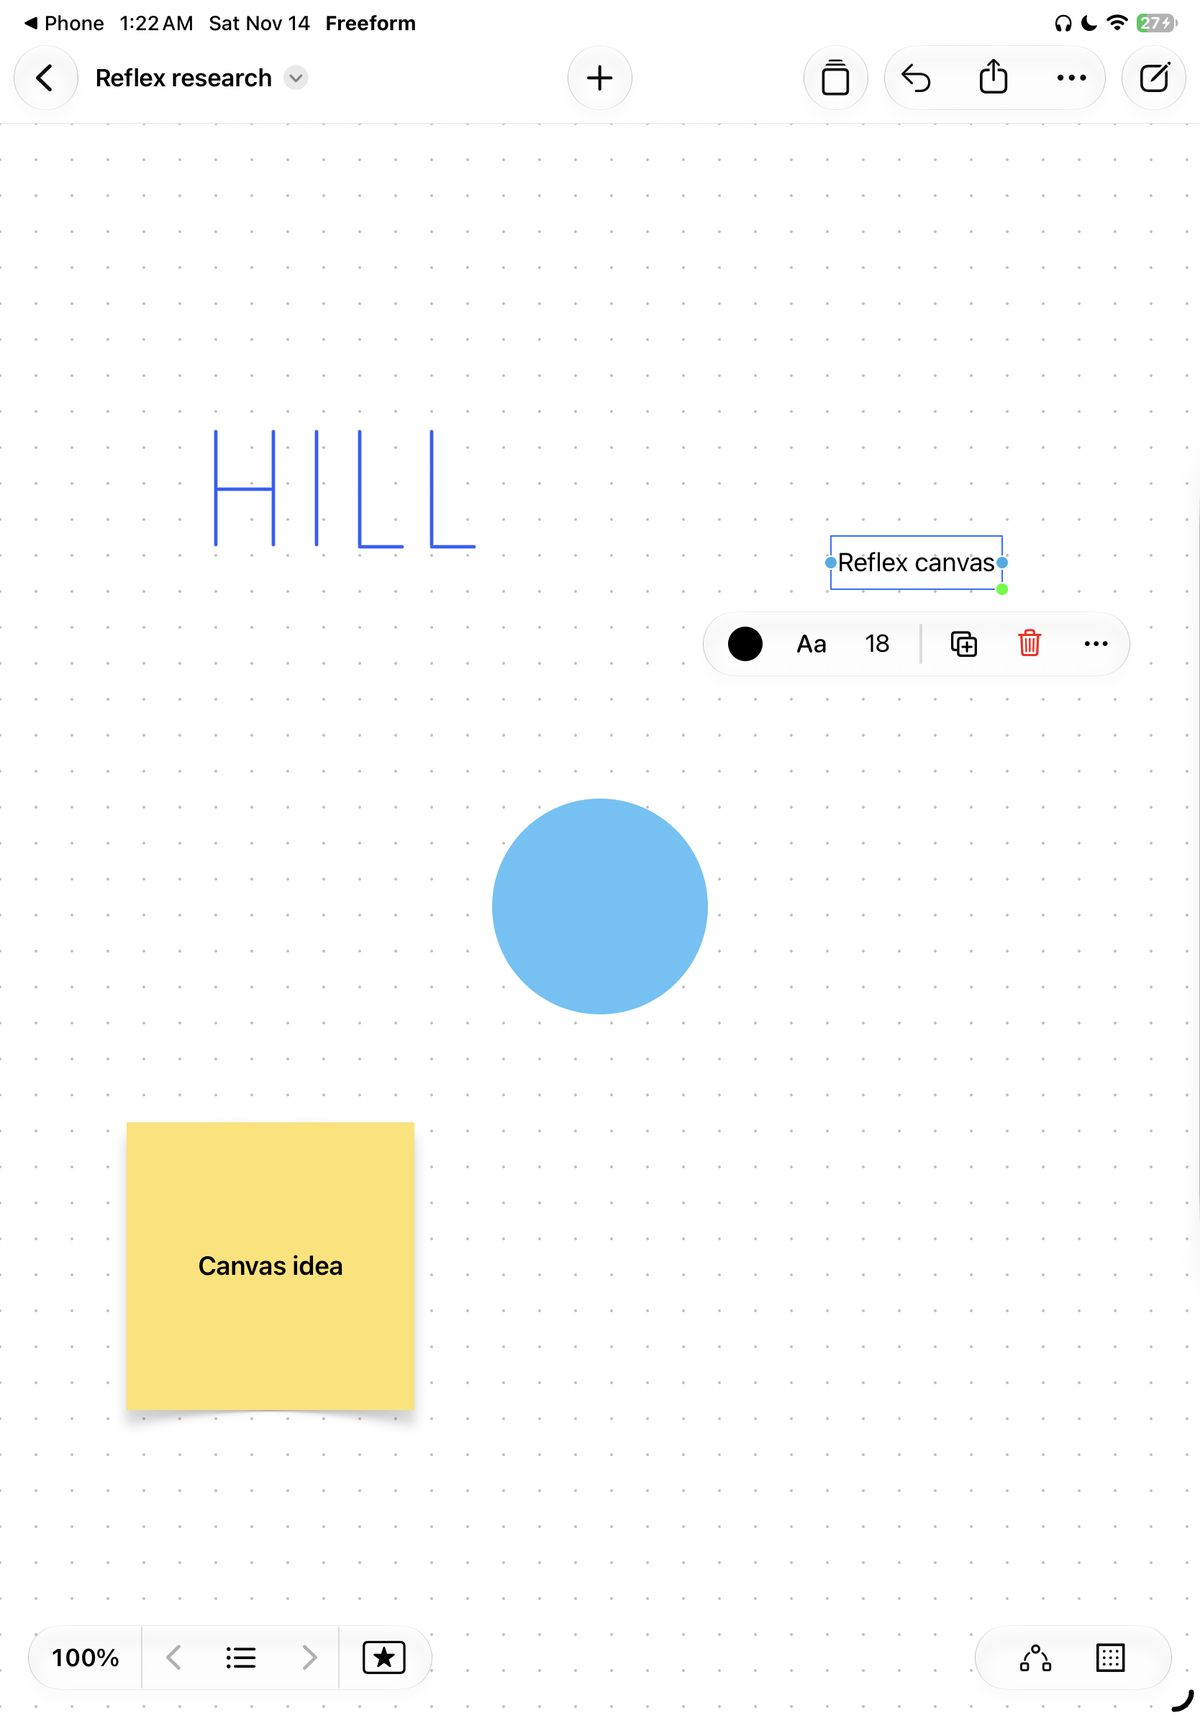 Phone 1:22 AM Sat Nov 14 Freeform 27
Reflex research
HILL
Reflex canvas
Aa 18
Canvas idea
100%